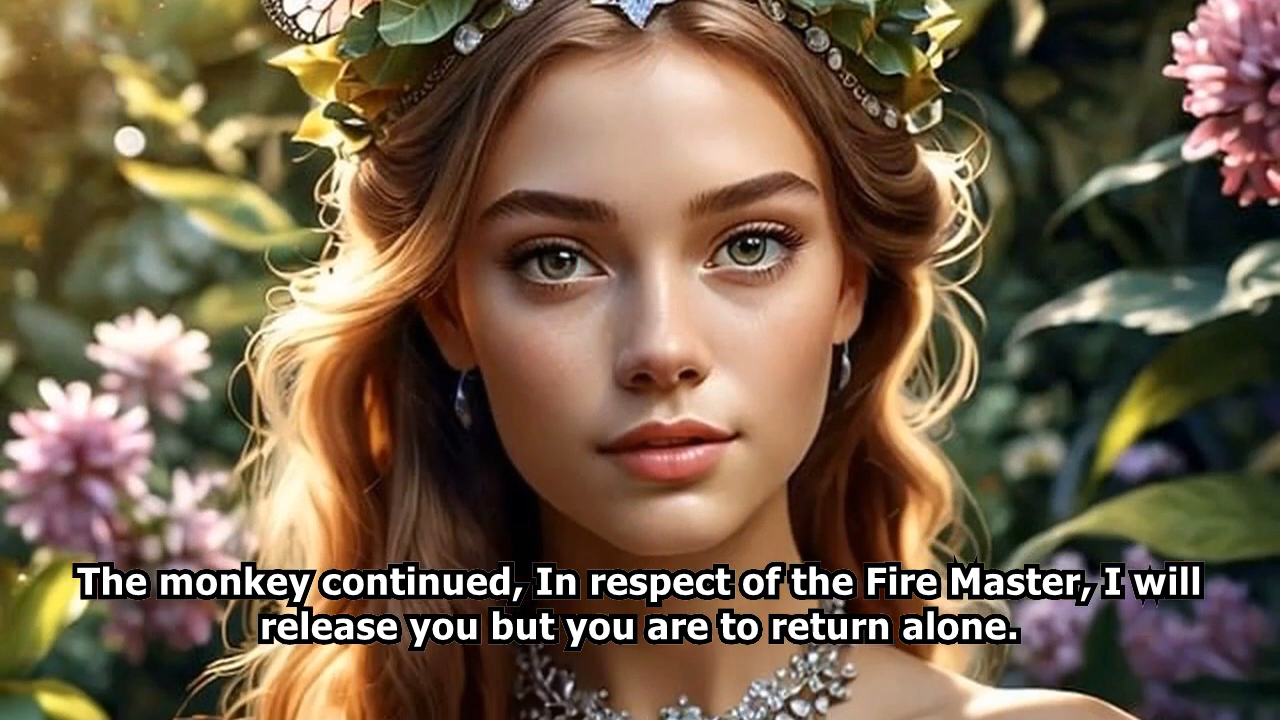 The monkey continued, In respect of the Fire Master, I will
release you but you are to return alone.